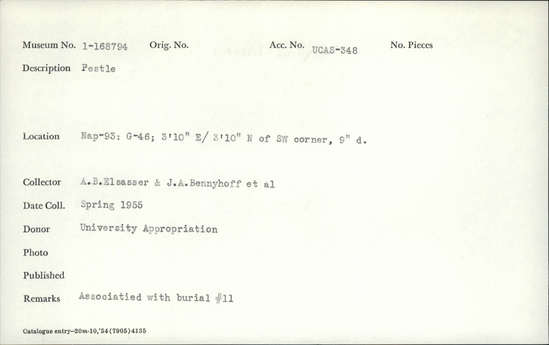 Museum No. 1-168794 Orig. No. Acc. No. UCAS-348 No. Pieces
Description Pestle
Location Nap-93: G-46; 3'10" E/ 3'10" N of SW corner, 9" d.
Collector A.B.Elsasser & J.A.Bennyhoff et al
Date Coll. Spring 1955
Donor University Appropriation
Photo
Published
Remarks Associatied with burial #11
Catalogue entry—20m-10,'54(7905)4135